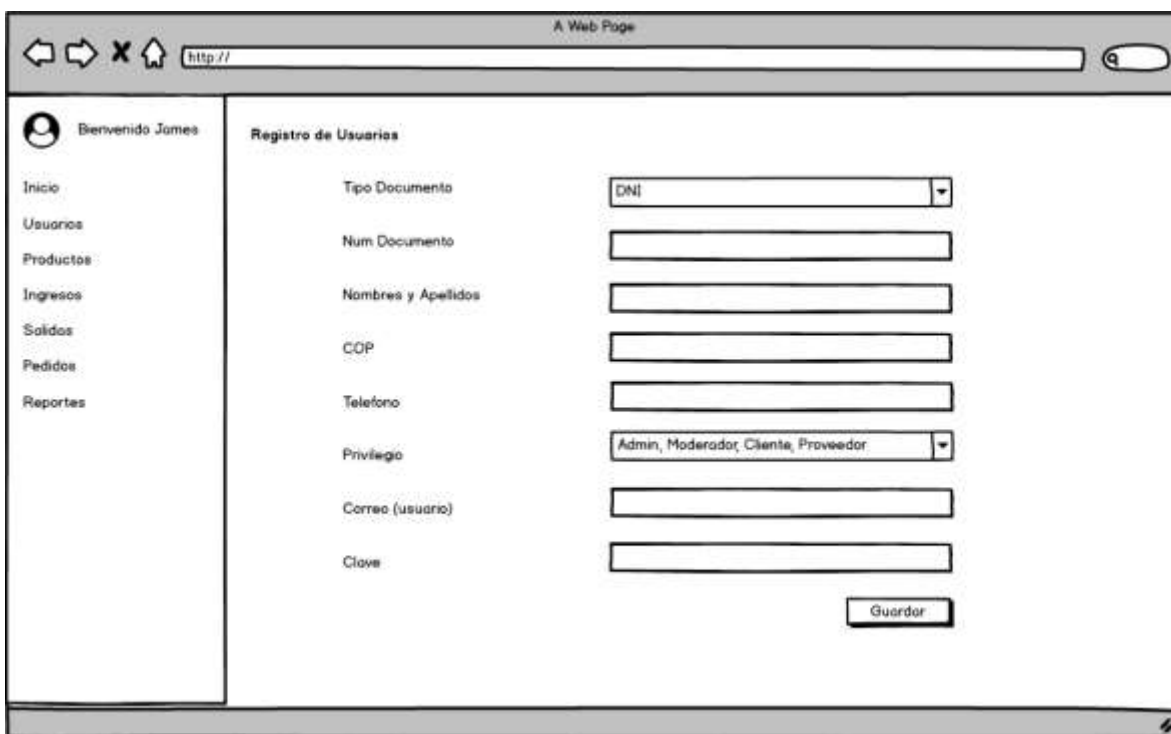 A Web Page
http://
Bienvenido James
Inicio
Usuarios
Productos
Ingresos
Salidas
Pedidos
Reportes
Registro de Usuarios
Tipo Documento
DNI
Num Documento
Nombres y Apellidos
COP
Telefono
Privilegio
Admin, Moderador, Cliente, Proveedor
Correo (usuario)
Clave
Guardar